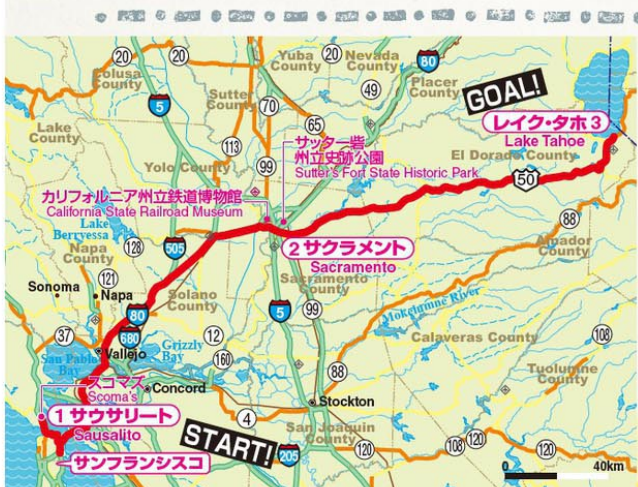 20
20
Yuba
County
Nevada
County
80
Colusa
County
5
Sutter
County
70
49
Placer
County
GOAL!
レイク・タホ 3
Lake Tahoe
Lake
County
113
65
サッター砦
州立史跡公園
Sutter's Fort State Historic Park
El Dorado County
50
Yolo County
99
カリフォルニア州立鉄道博物館
California State Railroad Museum
Lake
Berryessa
128
505
2 サクラメント
Sacramento
88
Amador
County
Napa
County
121
Sonoma
Napa
Solano
County
Sacramento
County
80
680
5
99
Mokelumne River
37
12
Grizzly
Bay
160
Calaveras County
108
San Pablo
Bay
Vallejo
スコマズ
Scoma's
Concord
88
Tuolumne
County
1 サウサリート
Sausalito
4
Stockton
START!
San Joaquin
County
サンフランシスコ
205
120
108
120
120
0
40km